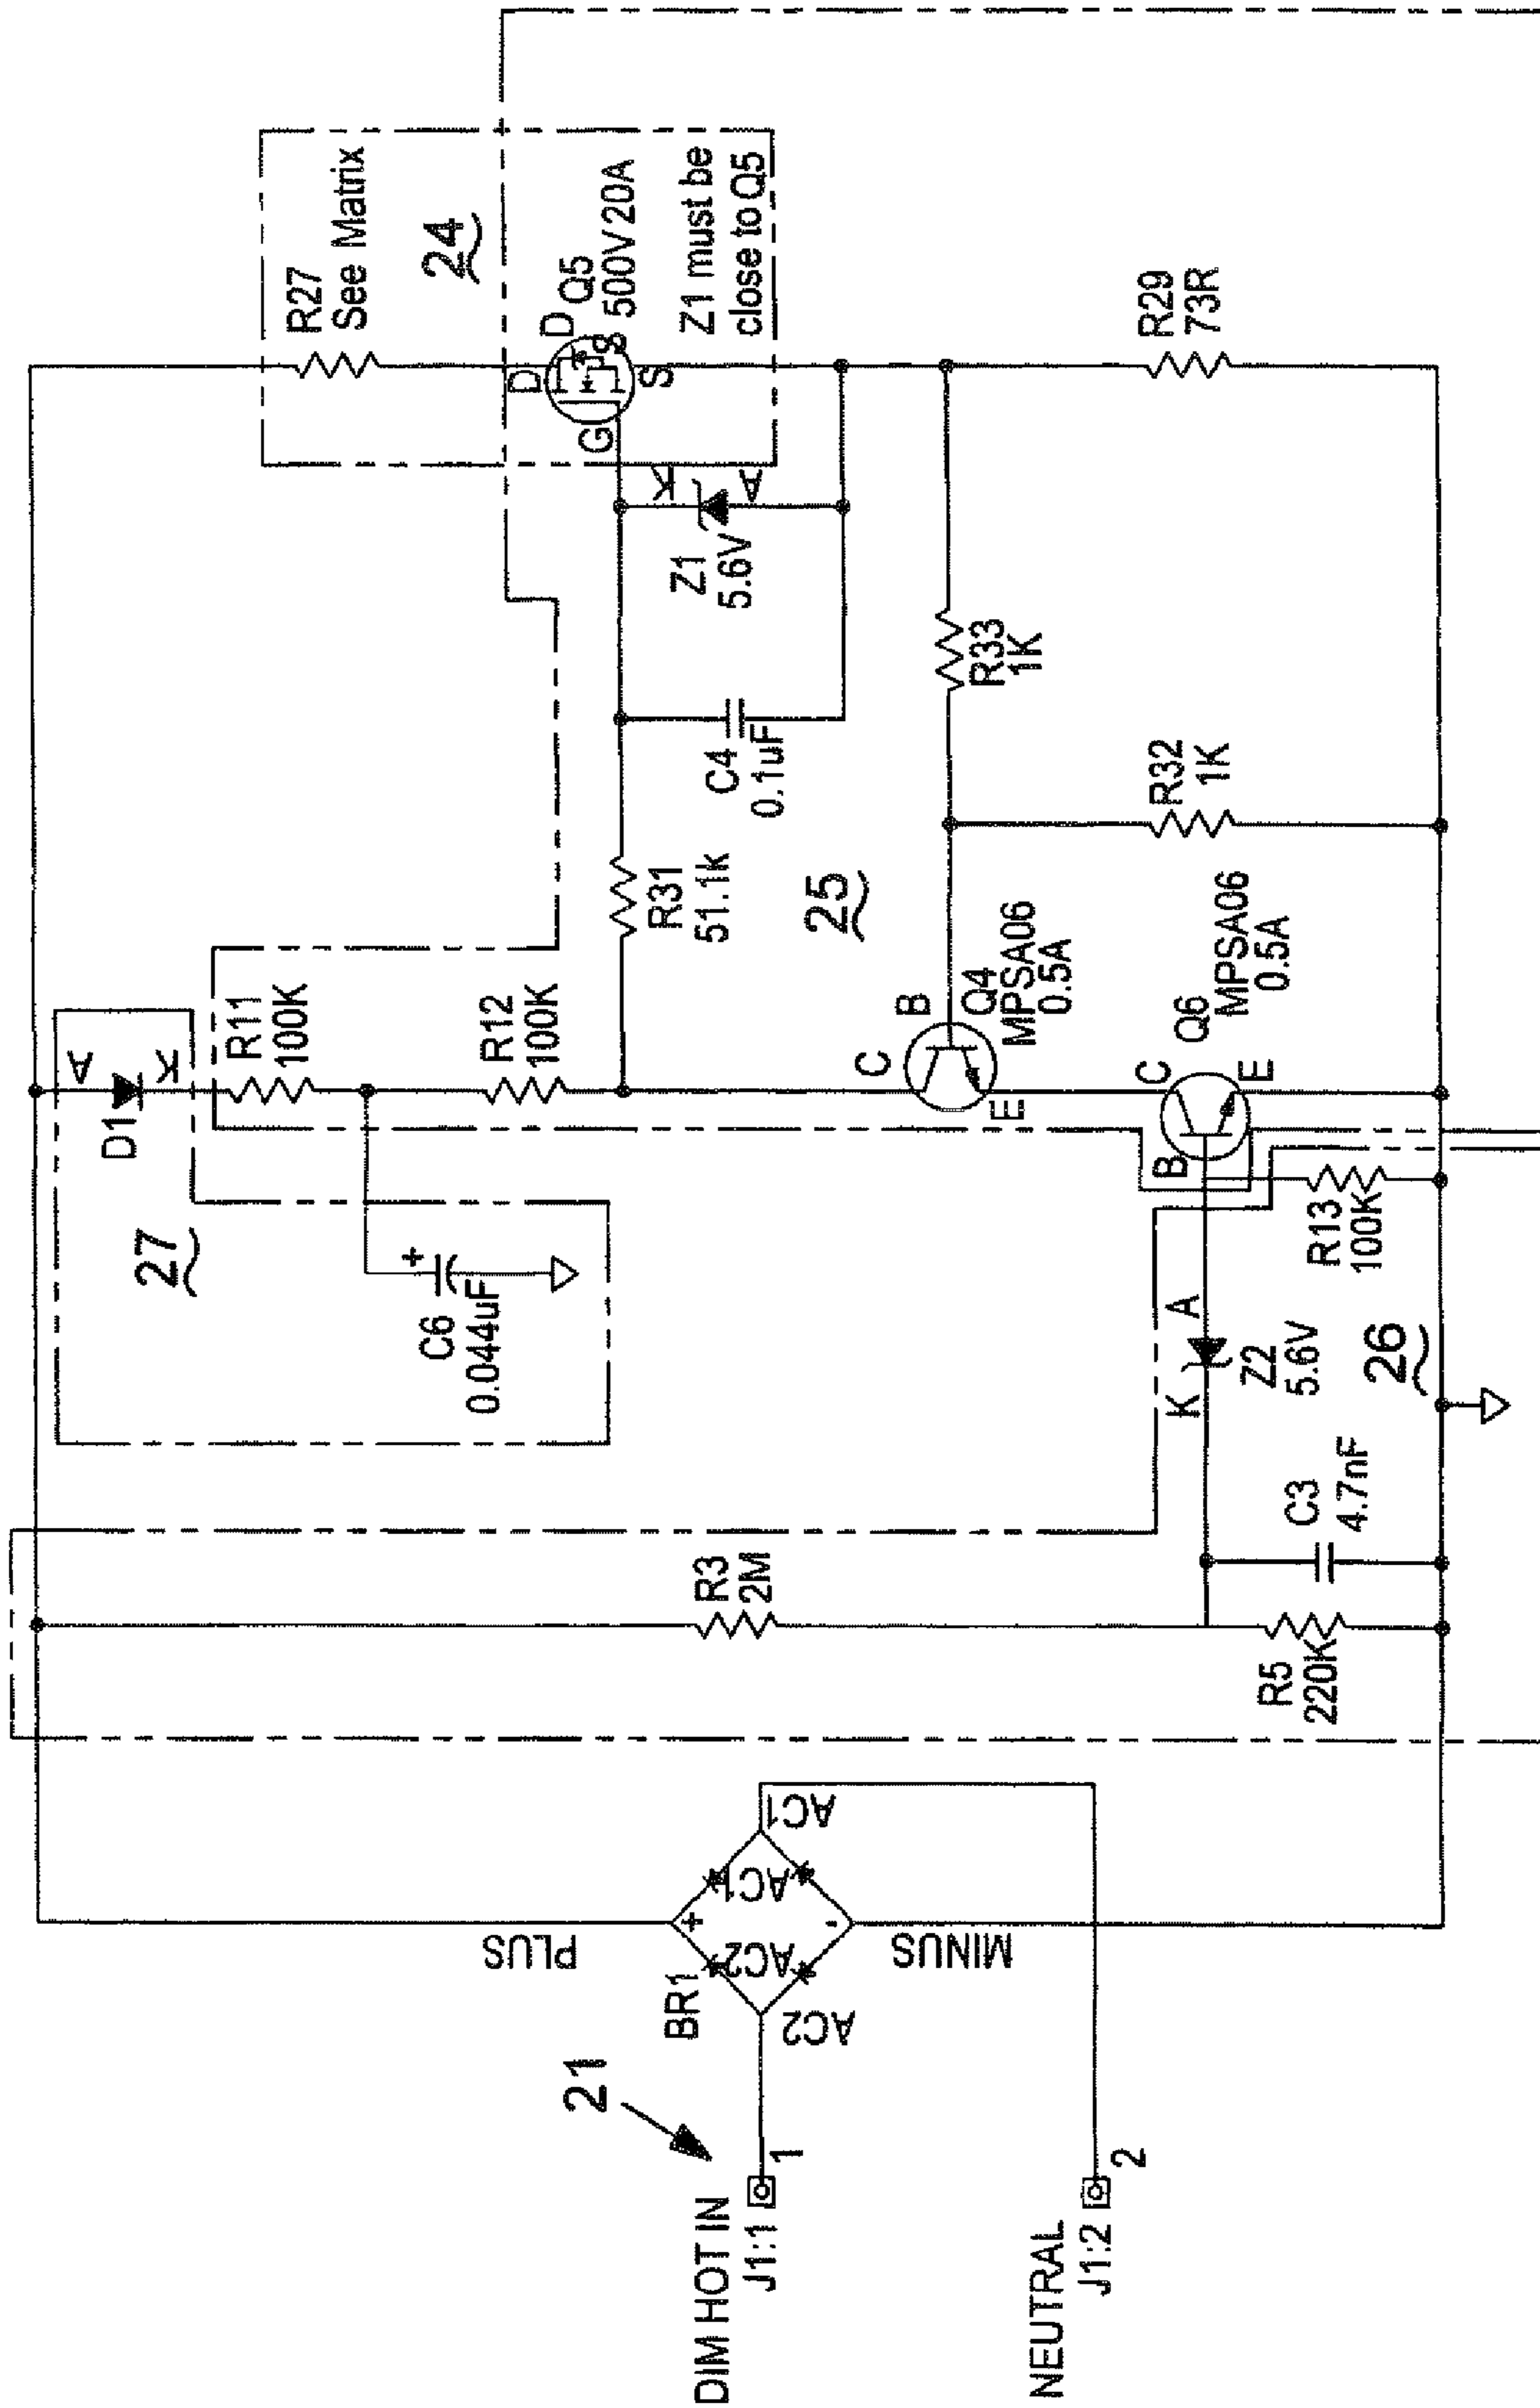 DIM HOT IN
J1:1
1
NEUTRAL
J1:2
2
21
BR1
PLUS
MINUS
+
-
AC1
AC1
AC2
AC2
R3
2M
R5
220K
C3
4.7nF
K
A
Z2
5.6V
26
R13
100K
27
D1
A
K
+
C6
0.044uF
R11
100K
R12
100K
C
B
E
Q4
MPSA06
0.5A
C
B
E
Q6
MPSA06
0.5A
25
R31
51.1k
C4
0.1uF
Z1
5.6V
K
A
R33
1K
R32
1K
R27
See Matrix
24
D
D
G
S
S
Q5
500V20A
Z1 must be
close to Q5
R29
73R